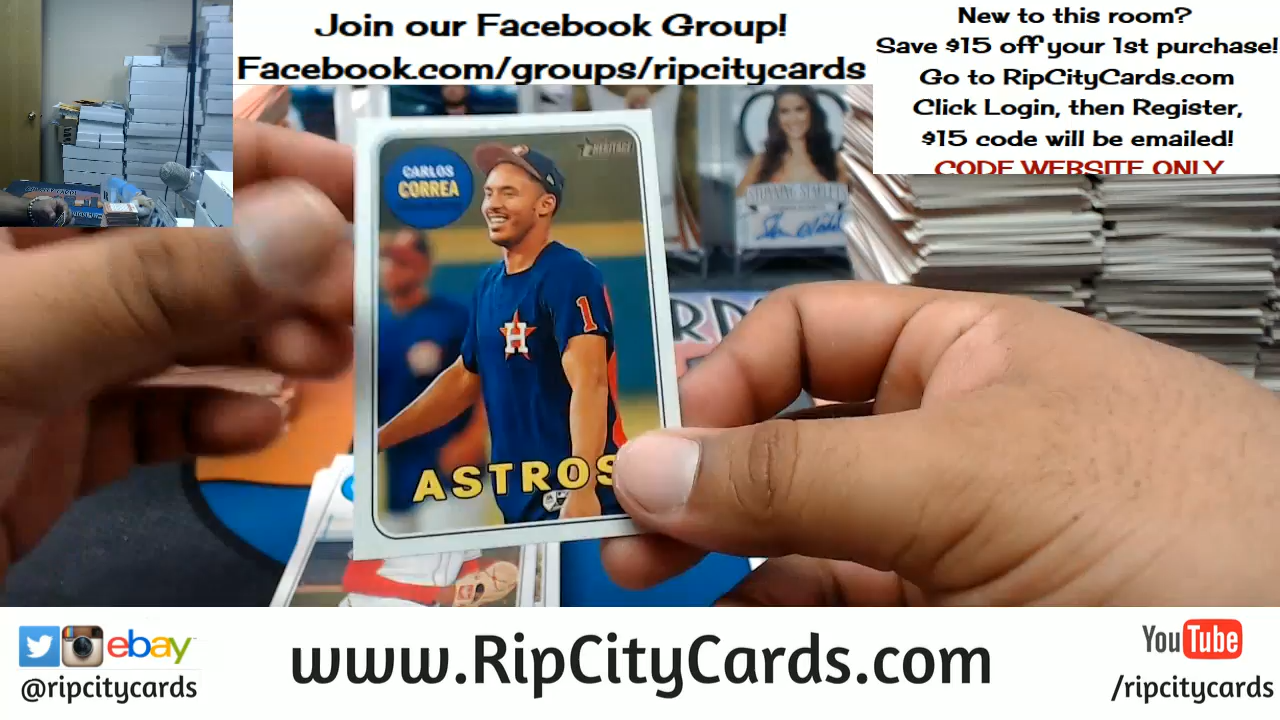 Join our Facebook Group!
Facebook.com/groups/ripcitycards
New to this room?
Save $15 off your 1st purchase!
Go to RipCityCards.com
Click Login, then Register,
$15 code will be emailed!
CODE WEBSITE ONLY
HERITAGE
CARLOS
CORREA
1
H
ASTROS
ebay
@ripcitycards
www.RipCityCards.com
YouTube
/ripcitycards